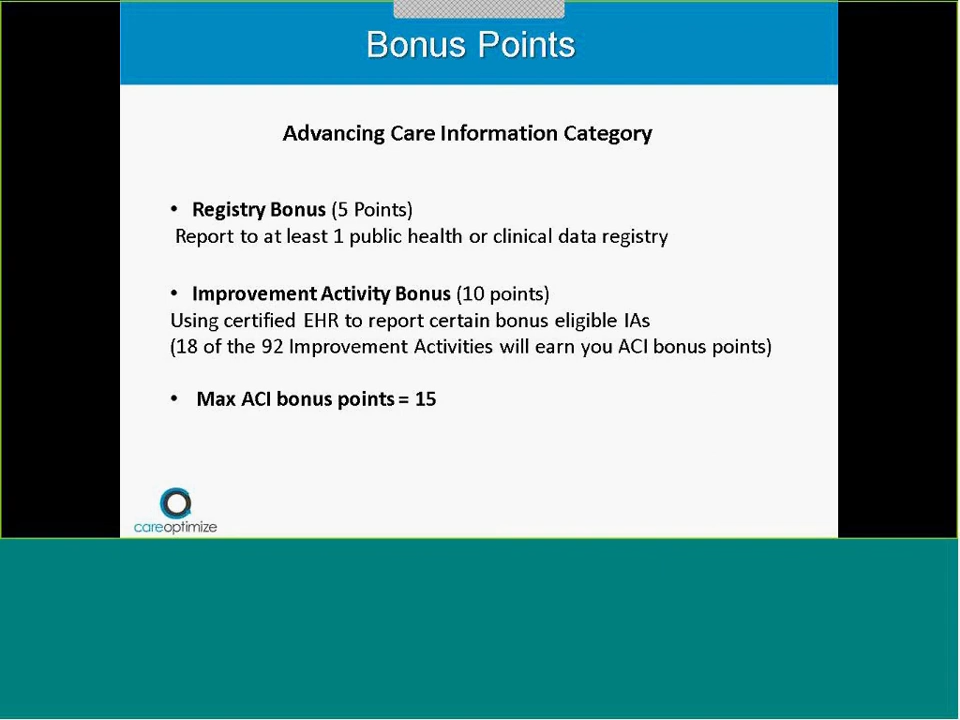 Bonus Points
Advancing Care Information Category
• Registry Bonus (5 Points)
Report to at least 1 public health or clinical data registry
• Improvement Activity Bonus (10 points)
Using certified EHR to report certain bonus eligible IAs
(18 of the 92 Improvement Activities will earn you ACI bonus points)
• Max ACI bonus points = 15
careoptimize